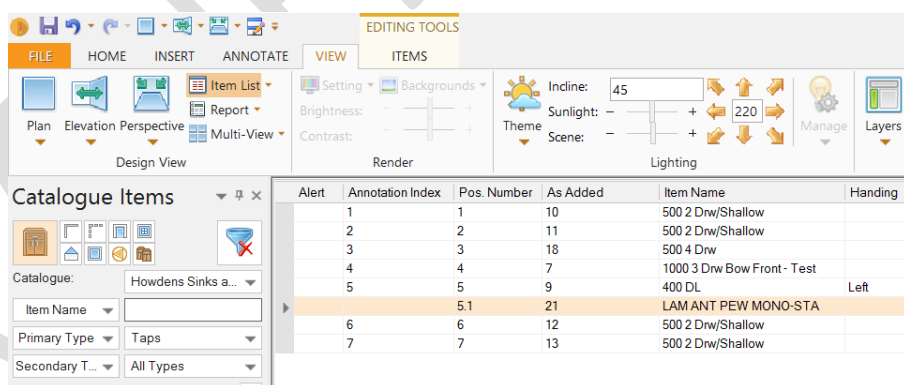 EDITING TOOLS
FILE HOME INSERT ANNOTATE VIEW ITEMS
Plan Elevation Perspective Item List Report Multi-View
Design View
Setting Backgrounds
Brightness: - +
Contrast: - +
Render
Theme Incline: 45
Sunlight: - + 220
Scene: - +
Manage
Lighting
Layers
Catalogue Items
Catalogue: Howdens Sinks a...
Item Name
Primary Type Taps
Secondary T... All Types
Alert Annotation Index Pos. Number As Added Item Name Handing
1 1 10 500 2 Drw/Shallow
2 2 11 500 2 Drw/Shallow
3 3 18 500 4 Drw
4 4 7 1000 3 Drw Bow Front - Test
5 5 9 400 DL Left
5.1 21 LAM ANT PEW MONO-STA
6 6 12 500 2 Drw/Shallow
7 7 13 500 2 Drw/Shallow